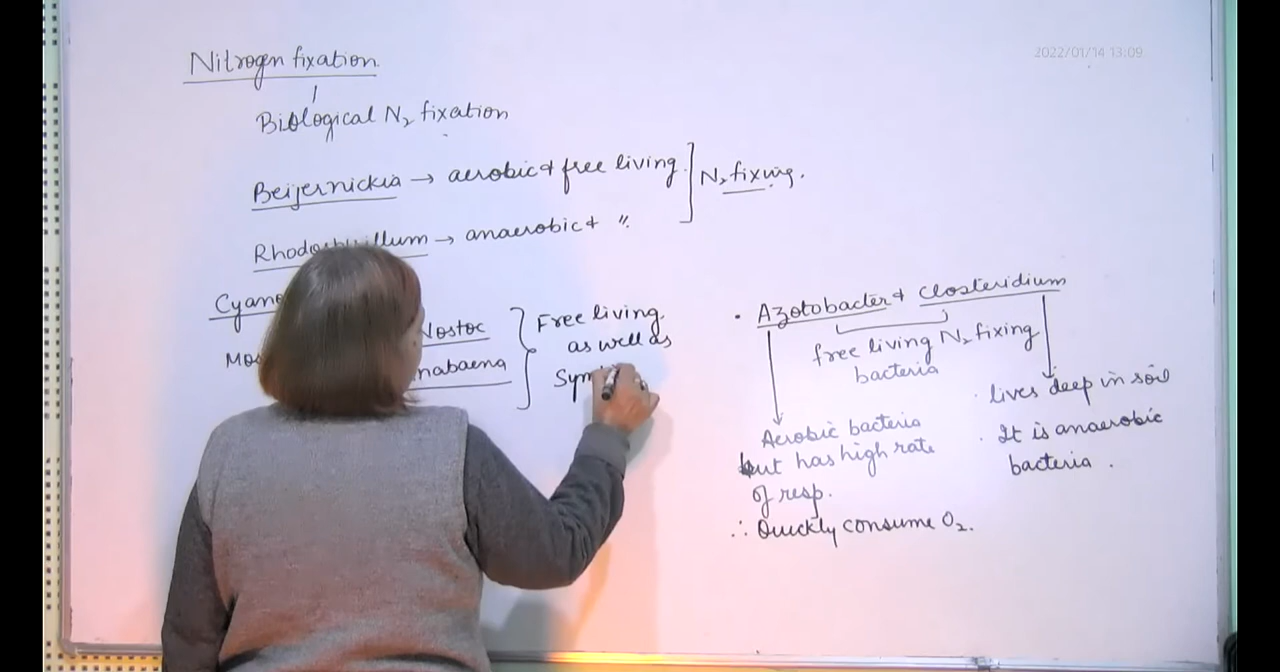 2022/01/14 13:09
Nitrogen fixation
Biological N₂ fixation
Beijernickia → aerobic & free living
N₂ fixing.
→ anaerobic & "
Free living
as well as
• Azotobacter & Closteridium
free living N₂ fixing
bacteria
Aerobic bacteria
but has high rate
of resp.
∴ Quickly consume O₂.
· lives deep in soil
· It is anaerobic
bacteria.